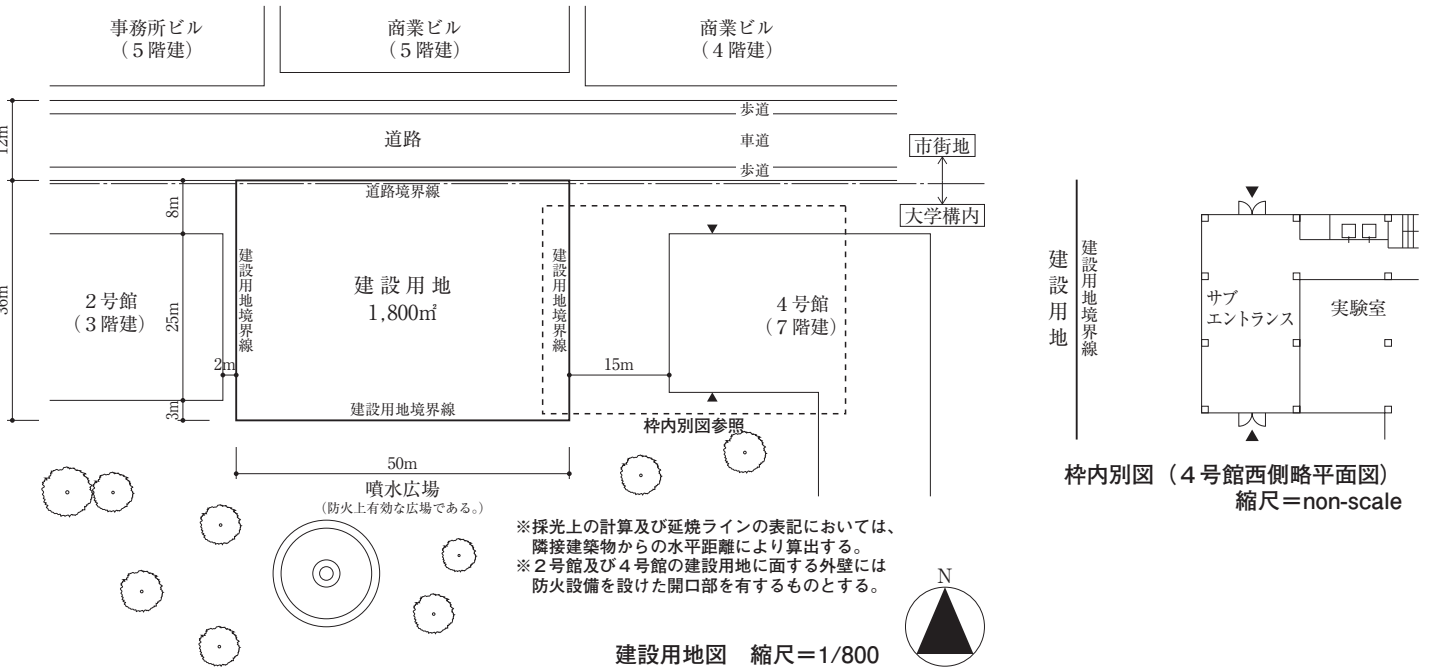 事務所ビル
（５階建）
商業ビル
（５階建）
商業ビル
（４階建）
歩道
道路
車道
歩道
市街地
大学構内
12m
36m
道路境界線
8m
25m
3m
2m
２号館
（３階建）
建設用地境界線
建設用地
1,800㎡
建設用地境界線
15m
４号館
（７階建）
建設用地境界線
枠内別図参照
50m
噴水広場
（防火上有効な広場である。）
※採光上の計算及び延焼ラインの表記においては、
隣接建築物からの水平距離により算出する。
※２号館及び４号館の建設用地に面する外壁には
防火設備を設けた開口部を有するものとする。
N
建設用地図　縮尺＝1/800
建設用地
建設用地境界線
サブ
エントランス
実験室
枠内別図（４号館西側略平面図）
縮尺＝non-scale